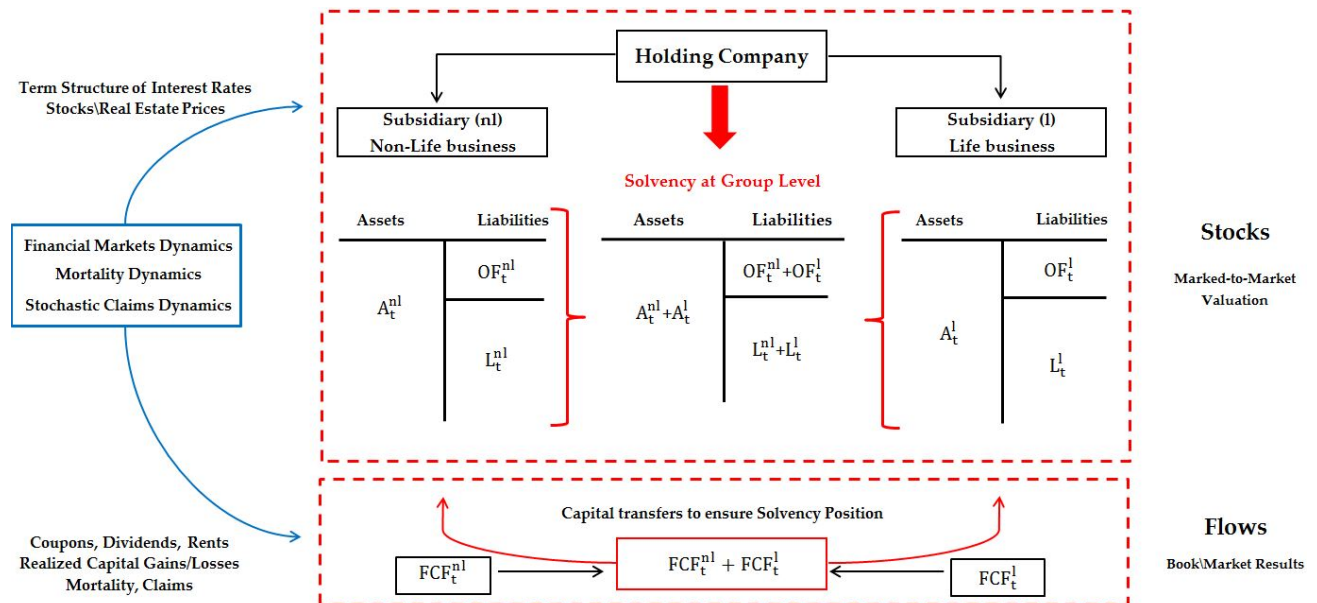 Holding Company
Term Structure of Interest Rates
Stocks\Real Estate Prices
Subsidiary (nl)
Non-Life business
Subsidiary (l)
Life business
Solvency at Group Level
Assets Liabilities
Assets Liabilities
Assets Liabilities
Financial Markets Dynamics
Mortality Dynamics
Stochastic Claims Dynamics
OF_t^nl
A_t^nl
L_t^nl
OF_t^nl+OF_t^l
A_t^nl+A_t^l
L_t^nl+L_t^l
OF_t^l
A_t^l
L_t^l
Stocks
Marked-to-Market
Valuation
Capital transfers to ensure Solvency Position
Coupons, Dividends, Rents
Realized Capital Gains/Losses
Mortality, Claims
FCF_t^nl
FCF_t^nl + FCF_t^l
FCF_t^l
Flows
Book\Market Results